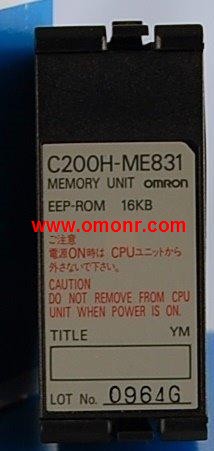 C200H-ME831
MEMORY UNIT OMRON
EEP-ROM 16KB
www.omonr.com
ご注意
電源ON時は CPUユニットから
外さないで下さい。
CAUTION
DO NOT REMOVE FROM CPU
UNIT WHEN POWER IS ON.
TITLE YM
LOT No. 0964G